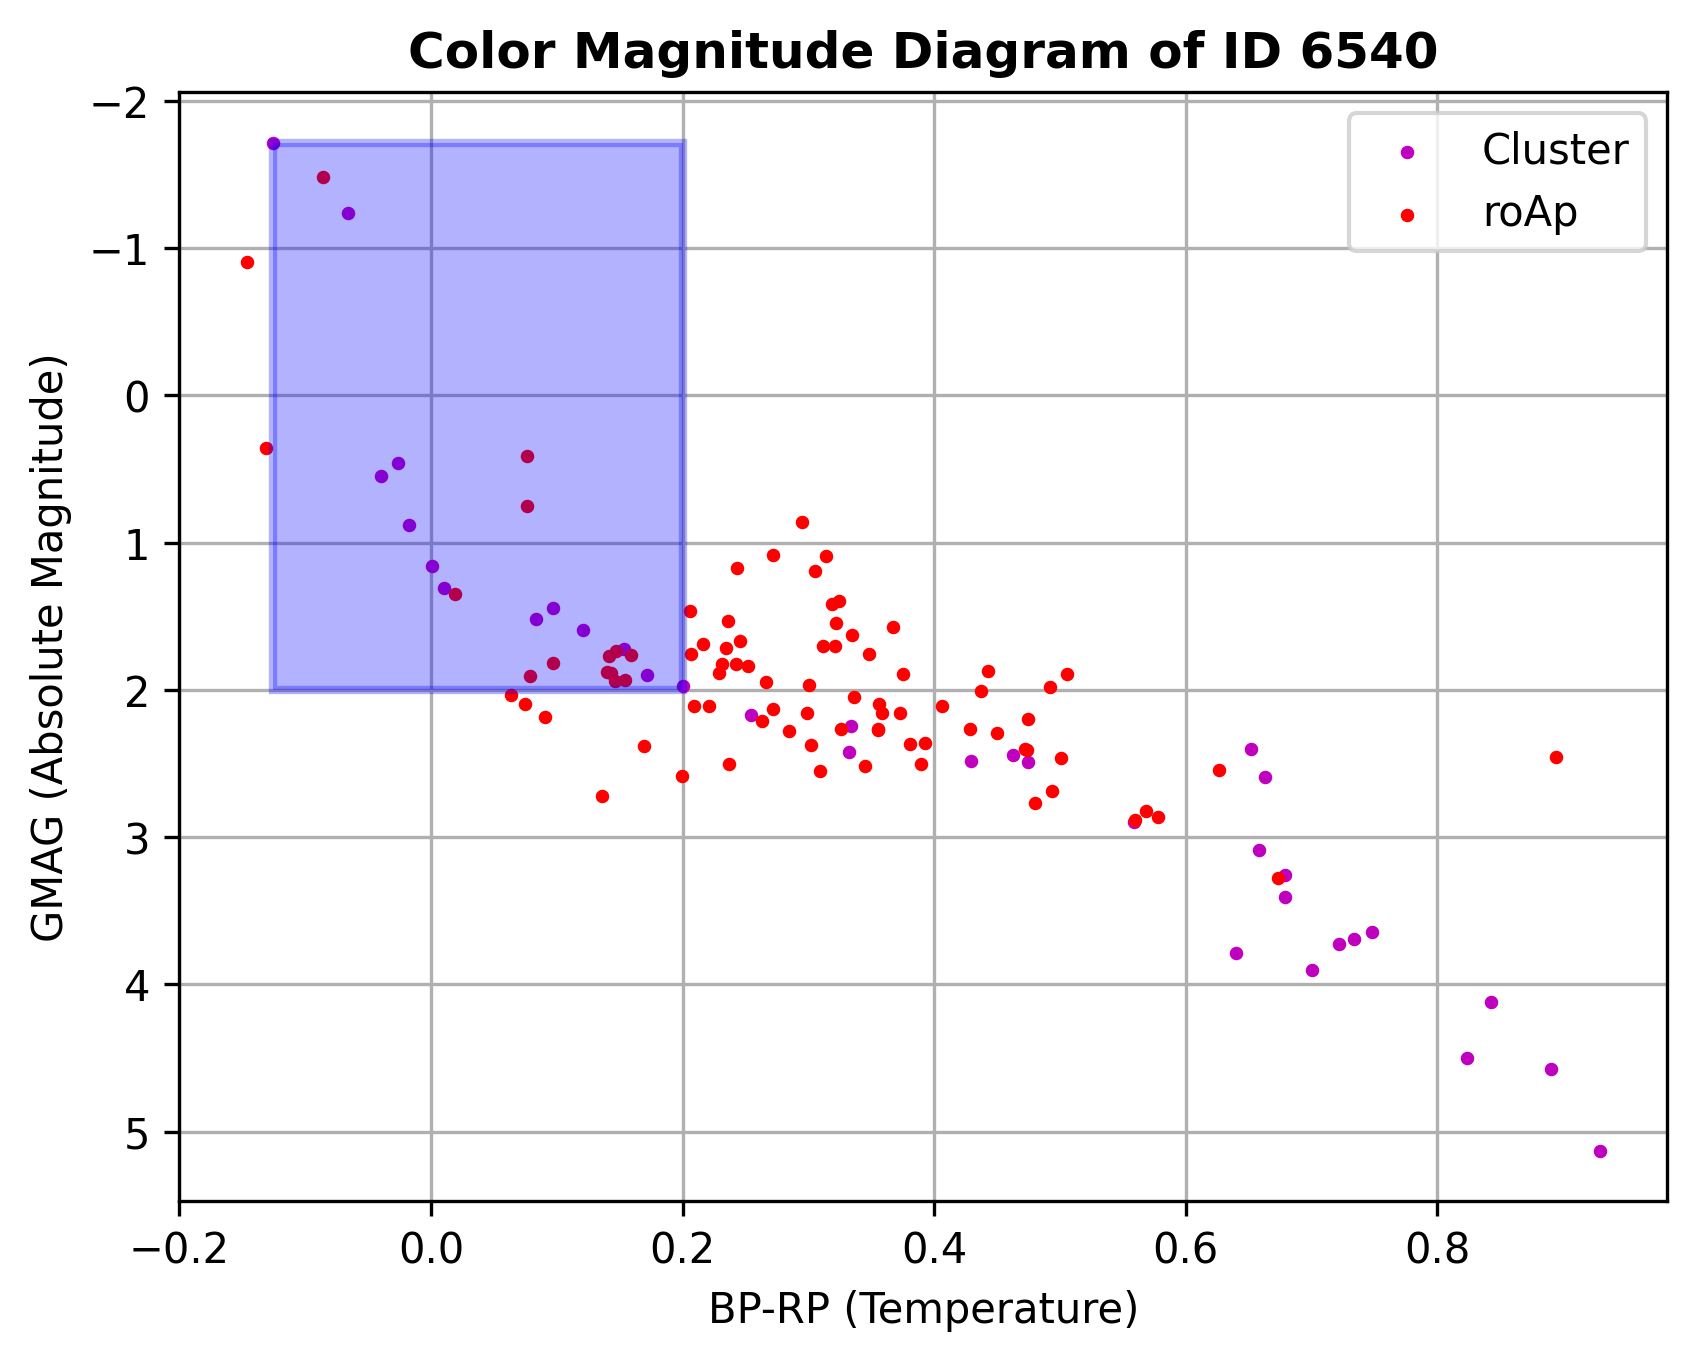 Color Magnitude Diagram of ID 6540
Cluster
roAp
GMAG (Absolute Magnitude)
−2
−1
0
1
2
3
4
5
−0.2 0.0 0.2 0.4 0.6 0.8
BP-RP (Temperature)